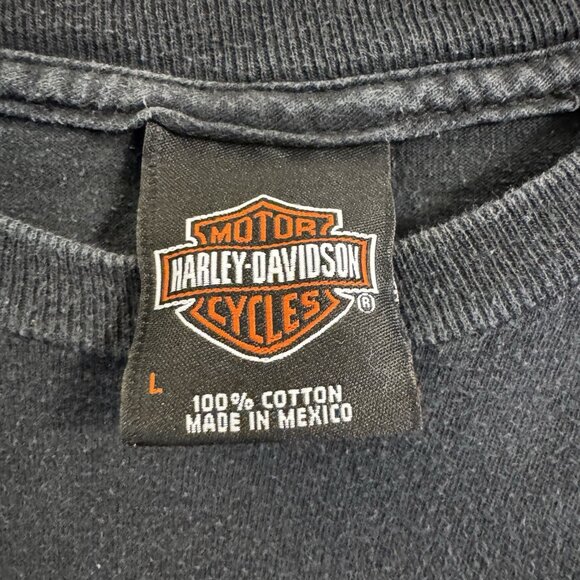 MOTOR
HARLEY-DAVIDSON
CYCLES
®
L
100% COTTON
MADE IN MEXICO